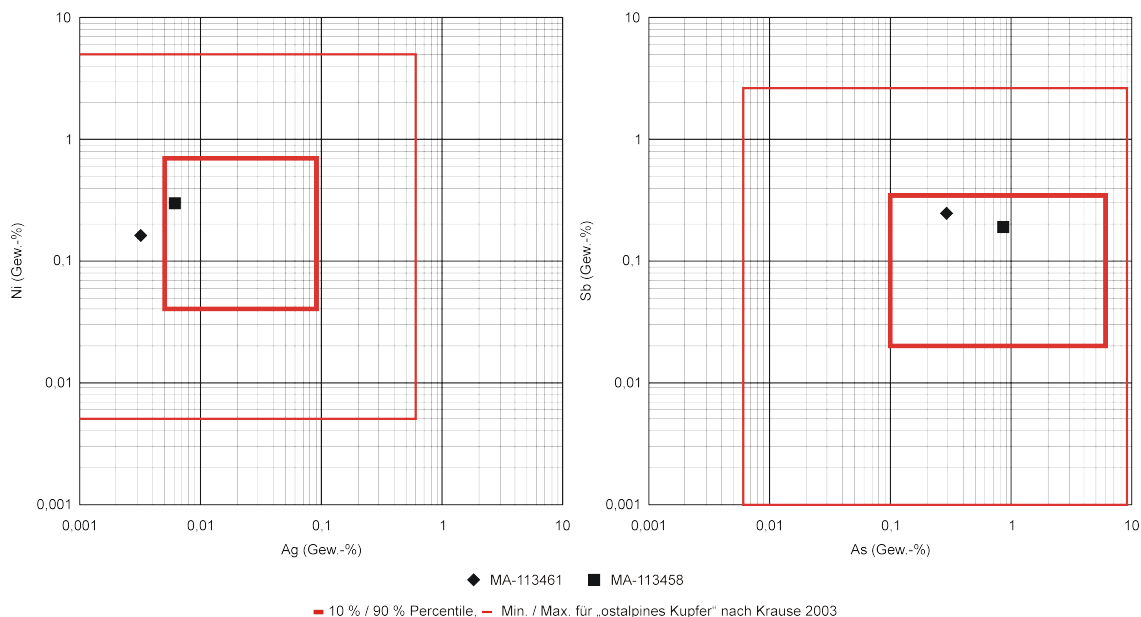 10
1
0,1
0,01
0,001
Ni (Gew.-%)
0,001 0,01 0,1 1 10
Ag (Gew.-%)
10
1
0,1
0,01
0,001
Sb (Gew.-%)
0,001 0,01 0,1 1 10
As (Gew.-%)
MA-113461 MA-113458
10 % / 90 % Percentile, Min. / Max. für „ostalpines Kupfer“ nach Krause 2003